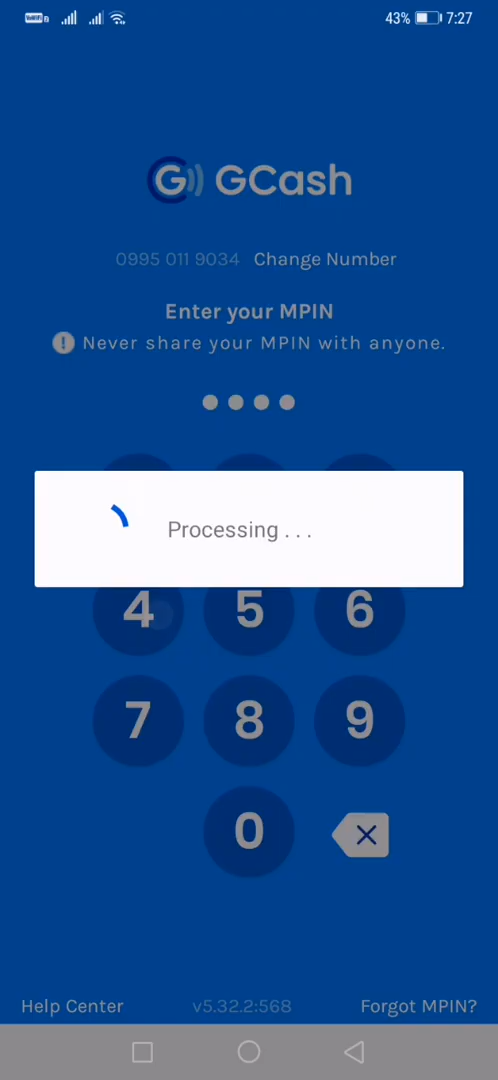 43% 7:27
GCash
0995 011 9034 Change Number
Enter your MPIN
Never share your MPIN with anyone.
Processing . . .
4 5 6
7 8 9
0
Help Center v5.32.2:568 Forgot MPIN?